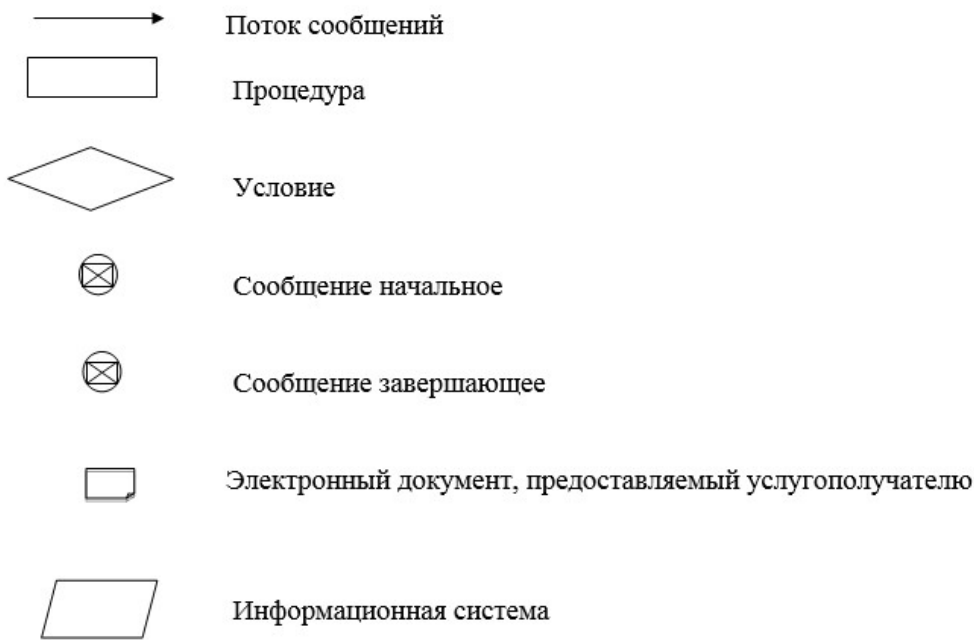 Поток сообщений
Процедура
Условие
Сообщение начальное
Сообщение завершающее
Электронный документ, предоставляемый услугополучателю
Информационная система